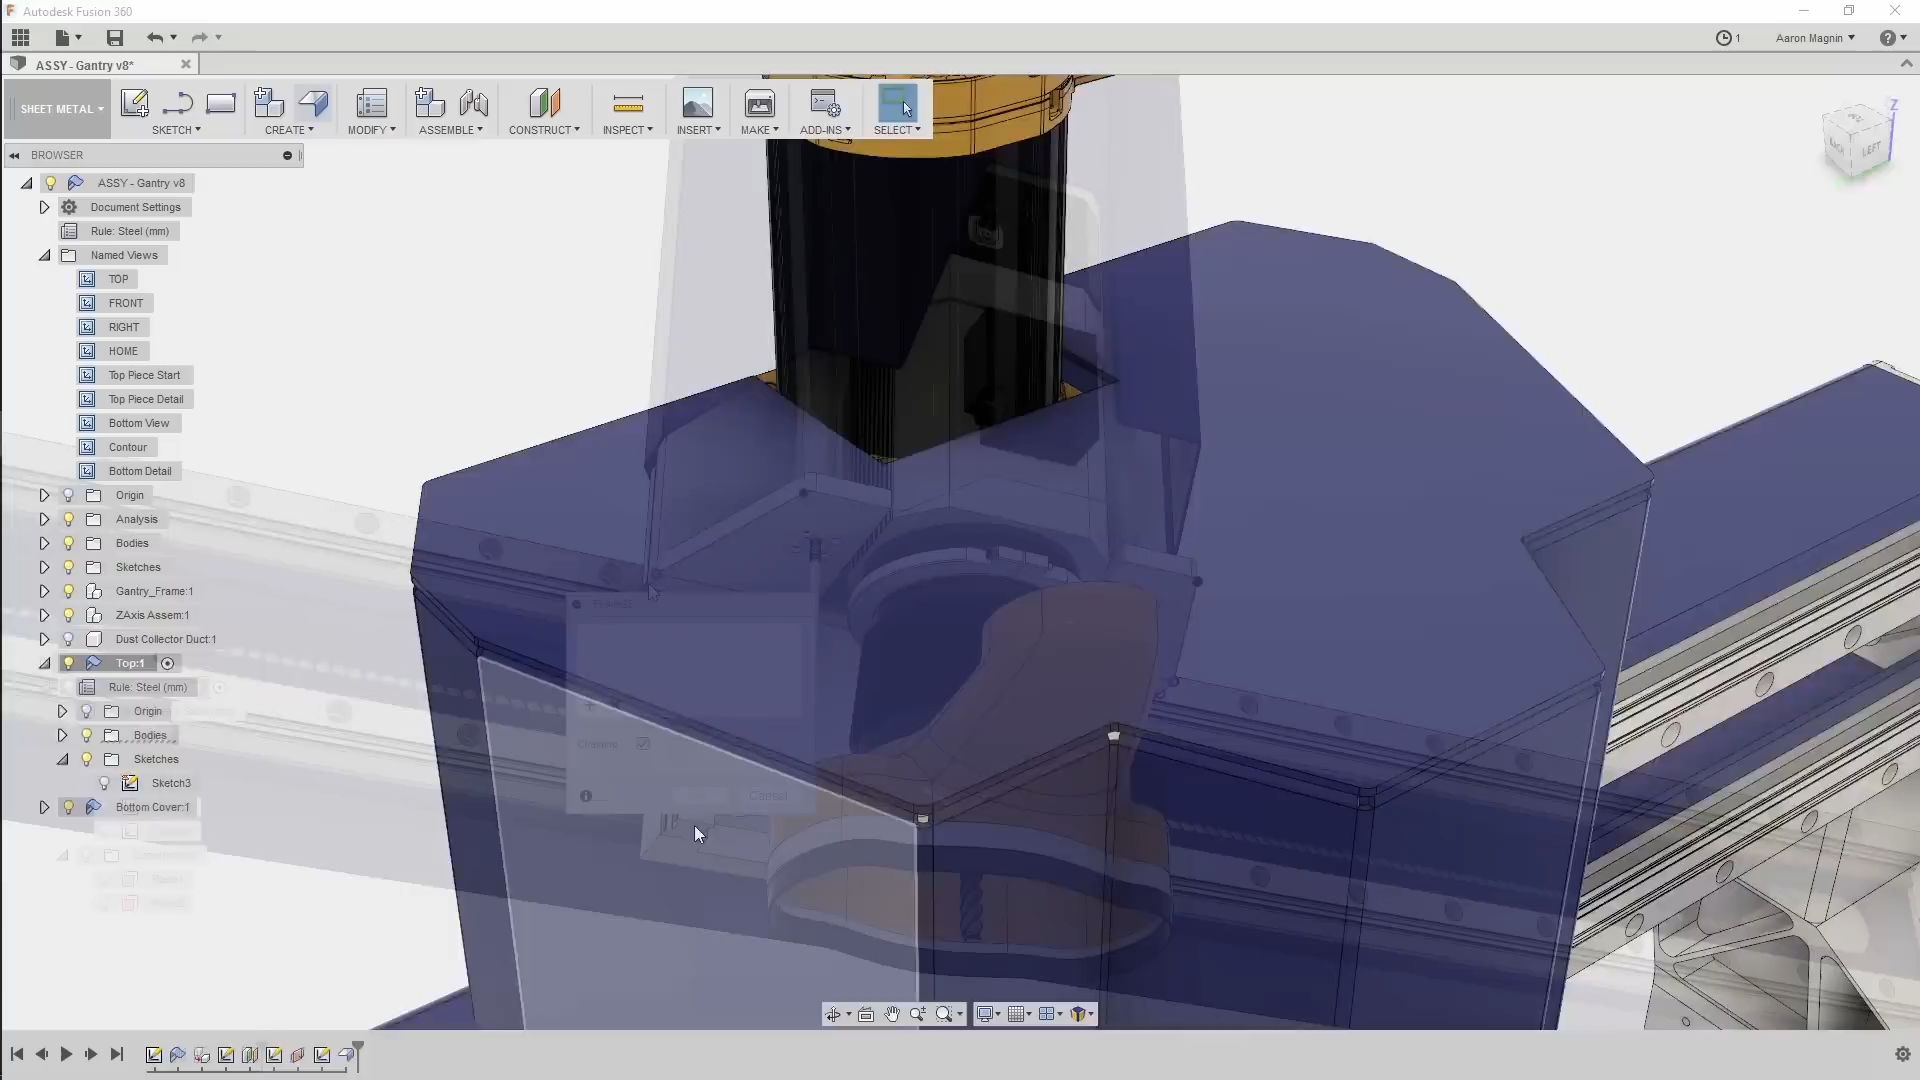 Autodesk Fusion 360
1
Aaron Magnin
ASSY - Gantry v8*
SHEET METAL
SKETCH
CREATE
MODIFY
ASSEMBLE
CONSTRUCT
INSPECT
INSERT
MAKE
ADD-INS
SELECT
Z
LEFT
BROWSER
ASSY - Gantry v8
Document Settings
Rule: Steel (mm)
Named Views
TOP
FRONT
RIGHT
HOME
Top Piece Start
Top Piece Detail
Bottom View
Contour
Bottom Detail
Origin
Analysis
Bodies
Sketches
Gantry_Frame:1
ZAxis Assem:1
Dust Collector Duct:1
Top:1
Rule: Steel (mm)
Origin
Bodies
Sketches
Sketch3
Bottom Cover:1
FLANGE
Cancel